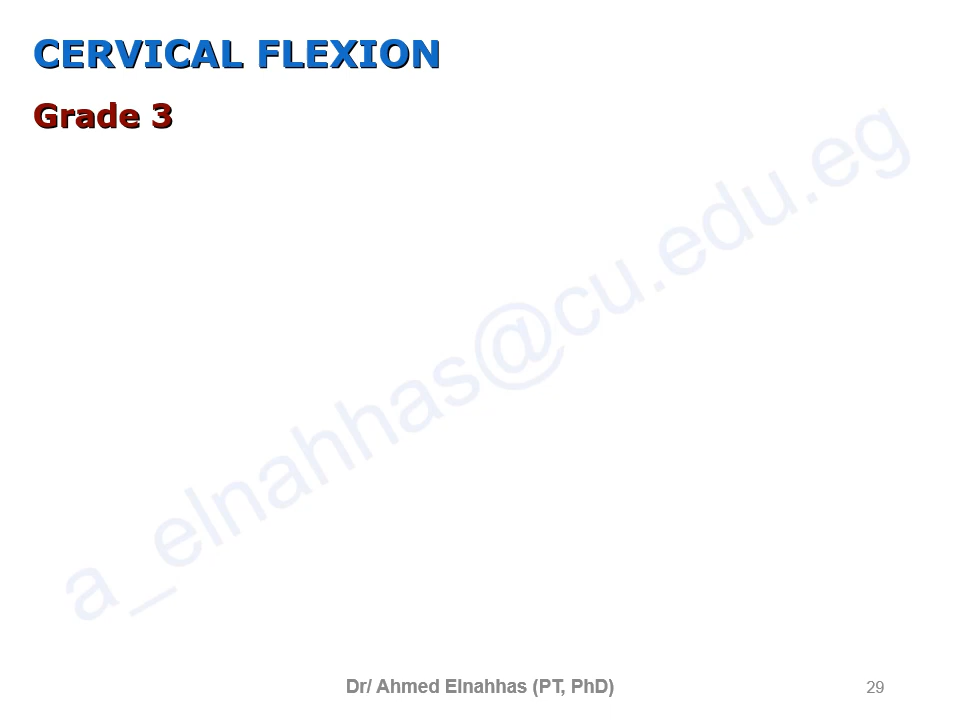 CERVICAL FLEXION
Grade 3
a_elnahhas@cu.edu.eg
Dr/ Ahmed Elnahhas (PT, PhD)
29